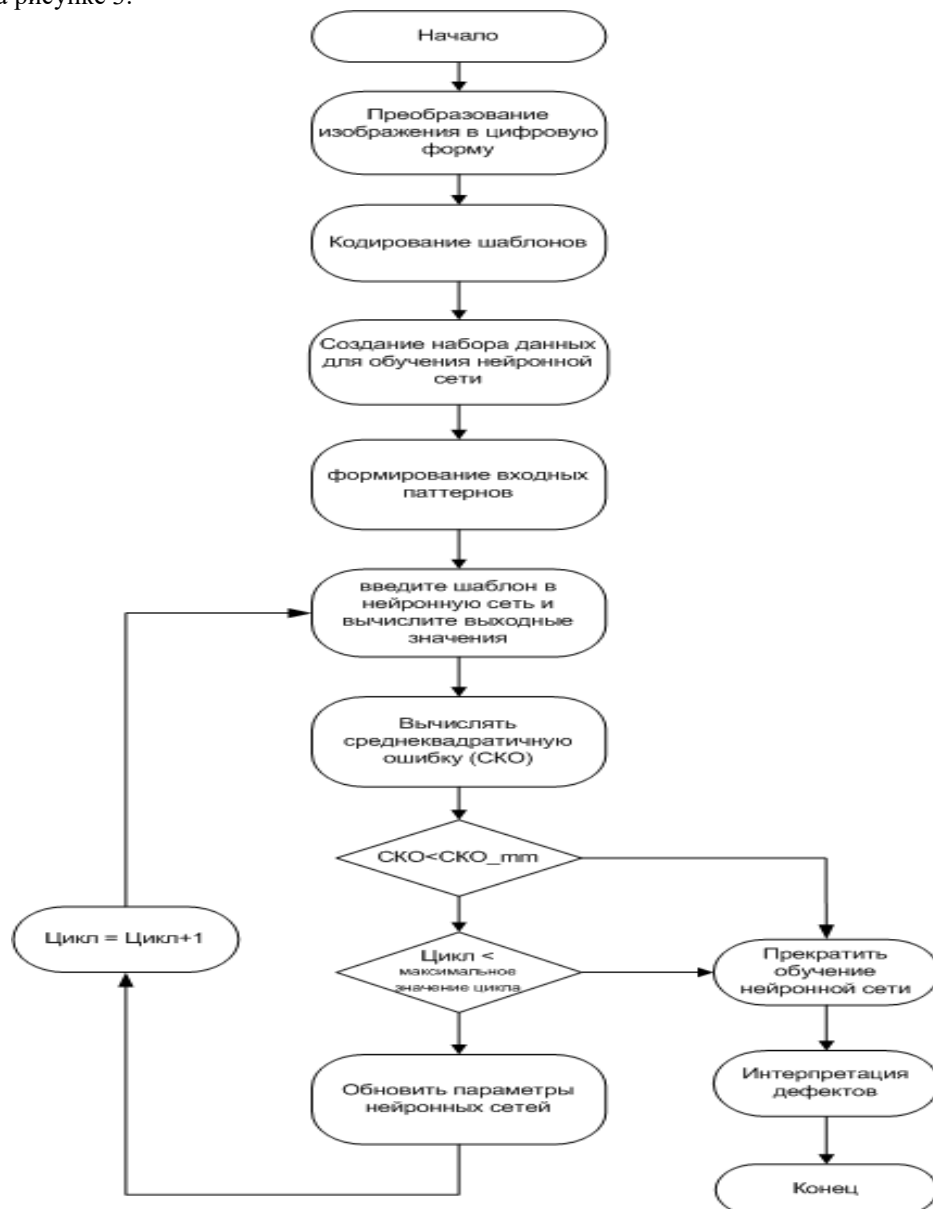 а рисунке 3.
Начало
Преобразование
изображения в цифровую
форму
Кодирование шаблонов
Создание набора данных
для обучения нейронной
сети
формирование входных
паттернов
введите шаблон в
нейронную сеть и
вычислите выходные
значения
Вычислять
среднеквадратичную
ошибку (СКО)
СКО<СКО_mm
Цикл = Цикл+1
Цикл <
максимальное
значение цикла
Прекратить
обучение
нейронной сети
Обновить параметры
нейронных сетей
Интерпретация
дефектов
Конец